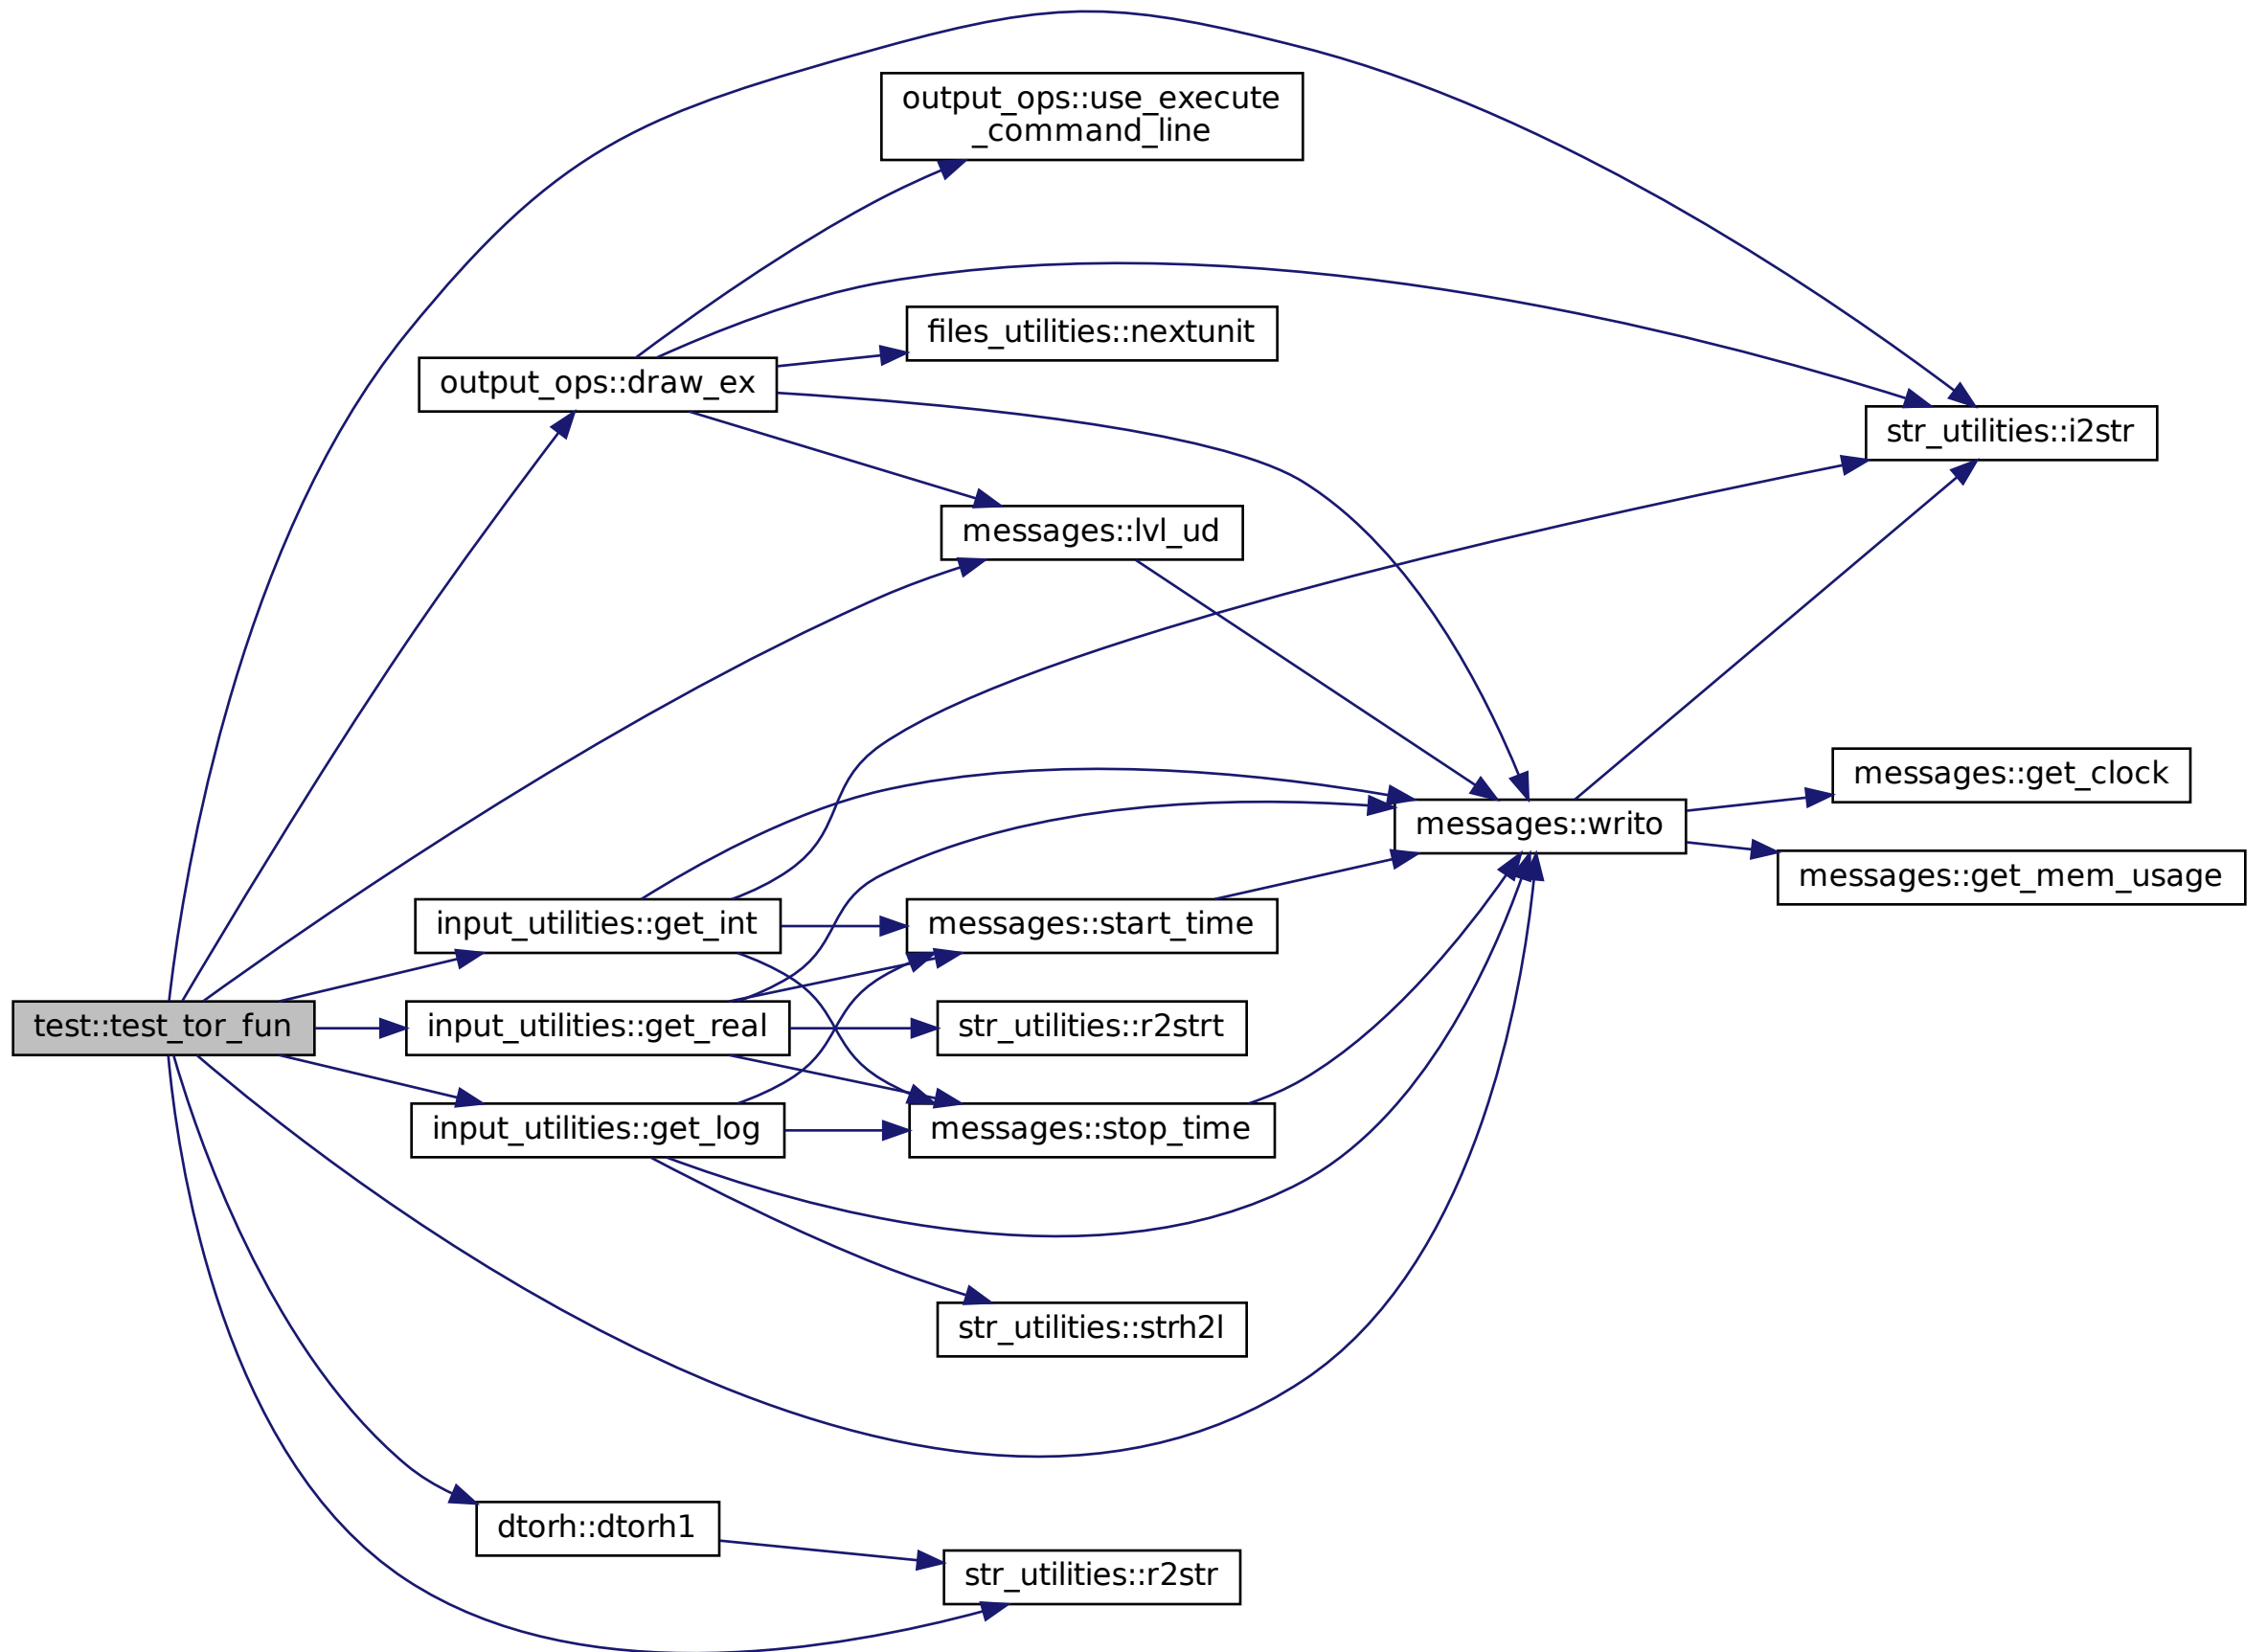 output_ops::use_execute
_command_line
files_utilities::nextunit
output_ops::draw_ex
str_utilities::i2str
messages::lvl_ud
messages::get_clock
messages::writo
messages::get_mem_usage
input_utilities::get_int
messages::start_time
test::test_tor_fun
input_utilities::get_real
str_utilities::r2strt
input_utilities::get_log
messages::stop_time
str_utilities::strh2l
dtorh::dtorh1
str_utilities::r2str